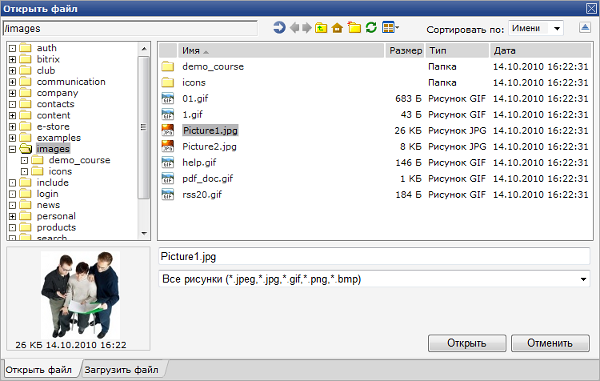 Открыть файл
/images
Сортировать по: Имени
auth
bitrix
club
communication
company
contacts
content
e-store
examples
images
demo_course
icons
include
login
news
personal
products
search
Имя Размер Тип Дата
demo_course Папка 14.10.2010 16:22:31
icons Папка 14.10.2010 16:22:31
01.gif 683 Б Рисунок GIF 14.10.2010 16:22:31
1.gif 43 Б Рисунок GIF 14.10.2010 16:22:31
Picture1.jpg 26 КБ Рисунок JPG 14.10.2010 16:22:31
Picture2.jpg 8 КБ Рисунок JPG 14.10.2010 16:22:31
help.gif 146 Б Рисунок GIF 14.10.2010 16:22:31
pdf_doc.gif 1 КБ Рисунок GIF 14.10.2010 16:22:31
rss20.gif 184 Б Рисунок GIF 14.10.2010 16:22:31
26 КБ 14.10.2010 16:22
Picture1.jpg
Все рисунки (*.jpeg,*.jpg,*.gif,*.png,*.bmp)
Открыть Отменить
Открыть файл Загрузить файл